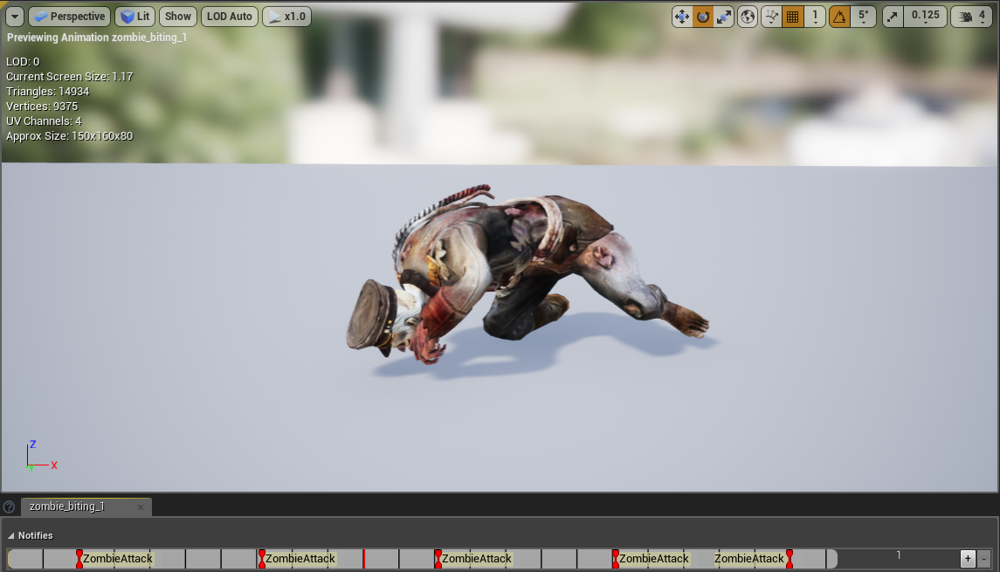 Perspective Lit Show LOD Auto x1.0 1 5° 0.125 4
Previewing Animation zombie_biting_1
LOD: 0
Current Screen Size: 1.17
Triangles: 14934
Vertices: 9375
UV Channels: 4
Approx Size: 150x160x80
Z
X
Y
zombie_biting_1
Notifies
ZombieAttack ZombieAttack ZombieAttack ZombieAttack ZombieAttack 1 + -